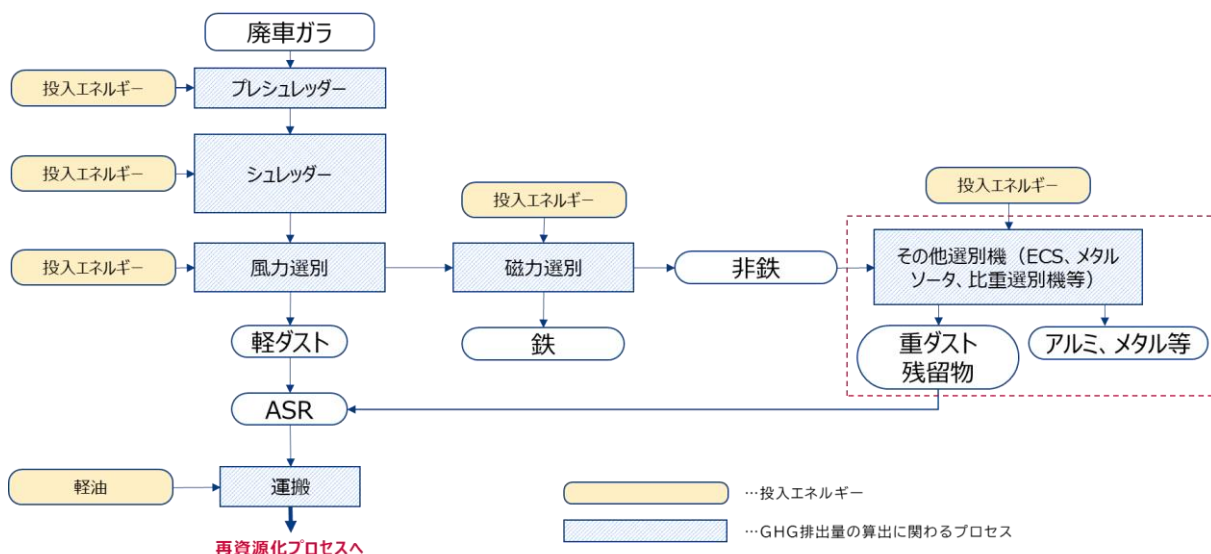 廃車ガラ
投入エネルギー
プレシュレッダー
投入エネルギー
シュレッダー
投入エネルギー
投入エネルギー
投入エネルギー
風力選別
磁力選別
非鉄
その他選別機（ECS、メタル
ソータ、比重選別機等）
軽ダスト
鉄
重ダスト
残留物
アルミ、メタル等
ASR
軽油
運搬
再資源化プロセスへ
…投入エネルギー
…GHG排出量の算出に関わるプロセス